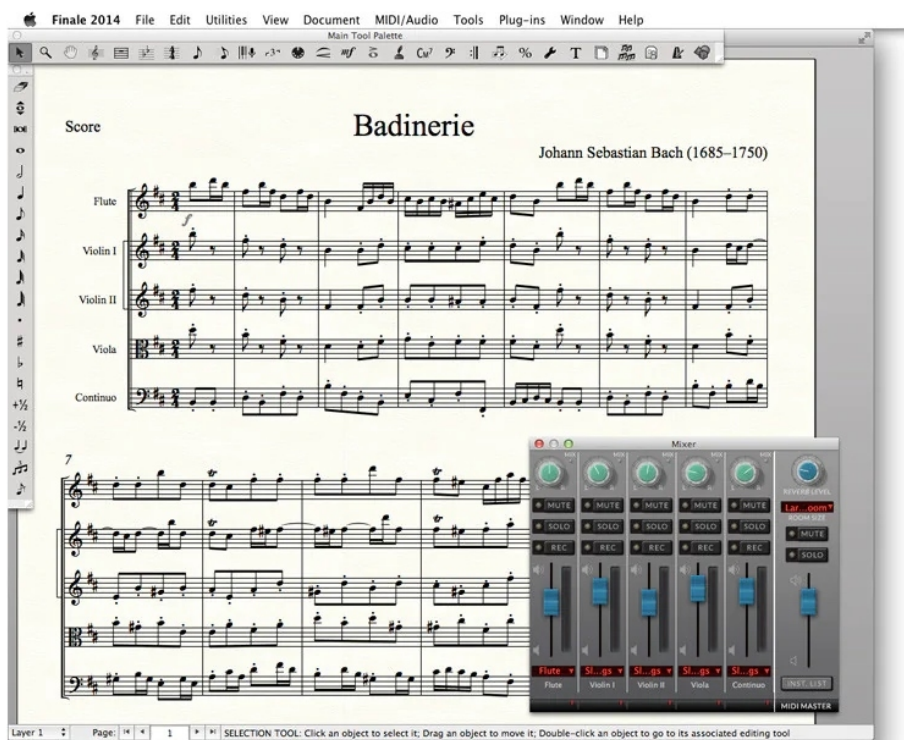 Finale 2014 File Edit Utilities View Document MIDI/Audio Tools Plug-ins Window Help
Main Tool Palette
Score
Badinerie
Johann Sebastian Bach (1685–1750)
Flute
Violin I
Violin II
Viola
Continuo
7
Mixer
MUTE MUTE MUTE MUTE MUTE
SOLO SOLO SOLO SOLO SOLO
REC REC REC REC REC
REVERB LEVEL
Lar...oom
ROOM SIZE
MUTE
SOLO
Flute Sl...gs Sl...gs Sl...gs Sl...gs
Flute Violin I Violin II Viola Continuo
INST. LIST
MIDI MASTER
Layer 1 Page: 1 SELECTION TOOL: Click an object to select it; Drag an object to move it; Double-click an object to go to its associated editing tool